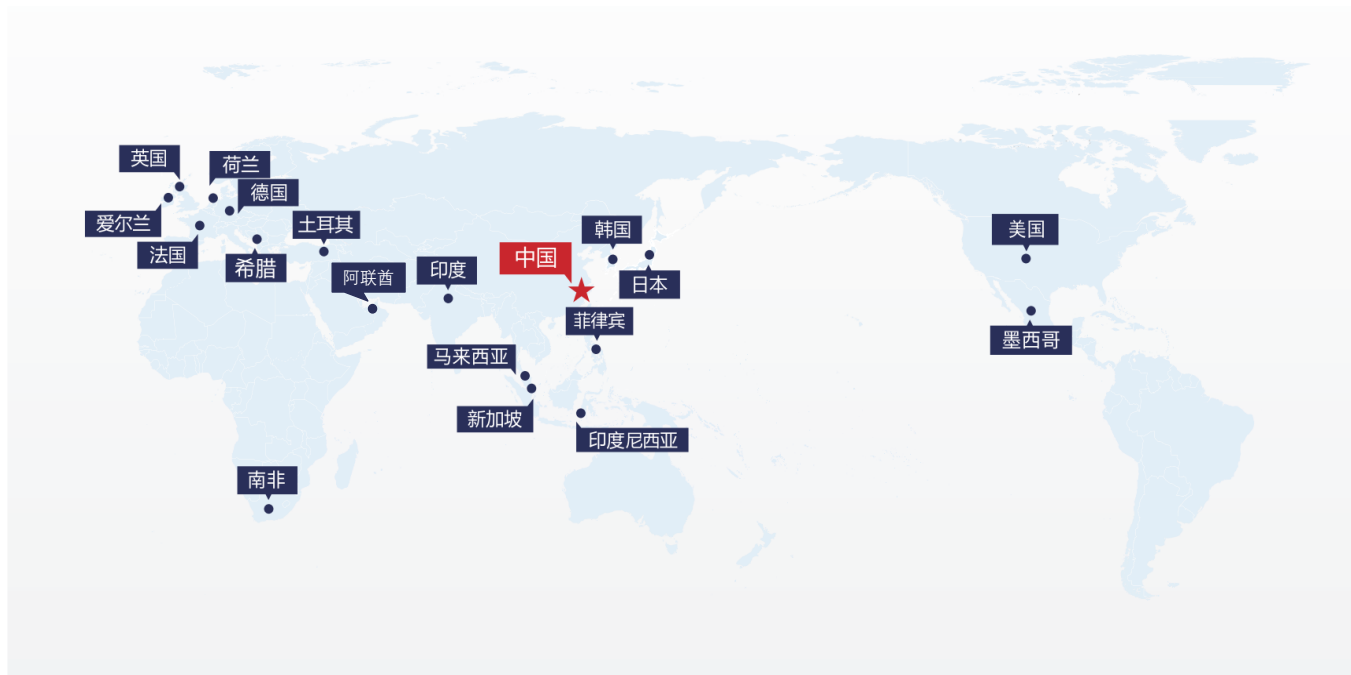 英国
荷兰
德国
爱尔兰
土耳其
法国
希腊
阿联酋
印度
中国
韩国
日本
菲律宾
马来西亚
新加坡
印度尼西亚
南非
美国
墨西哥